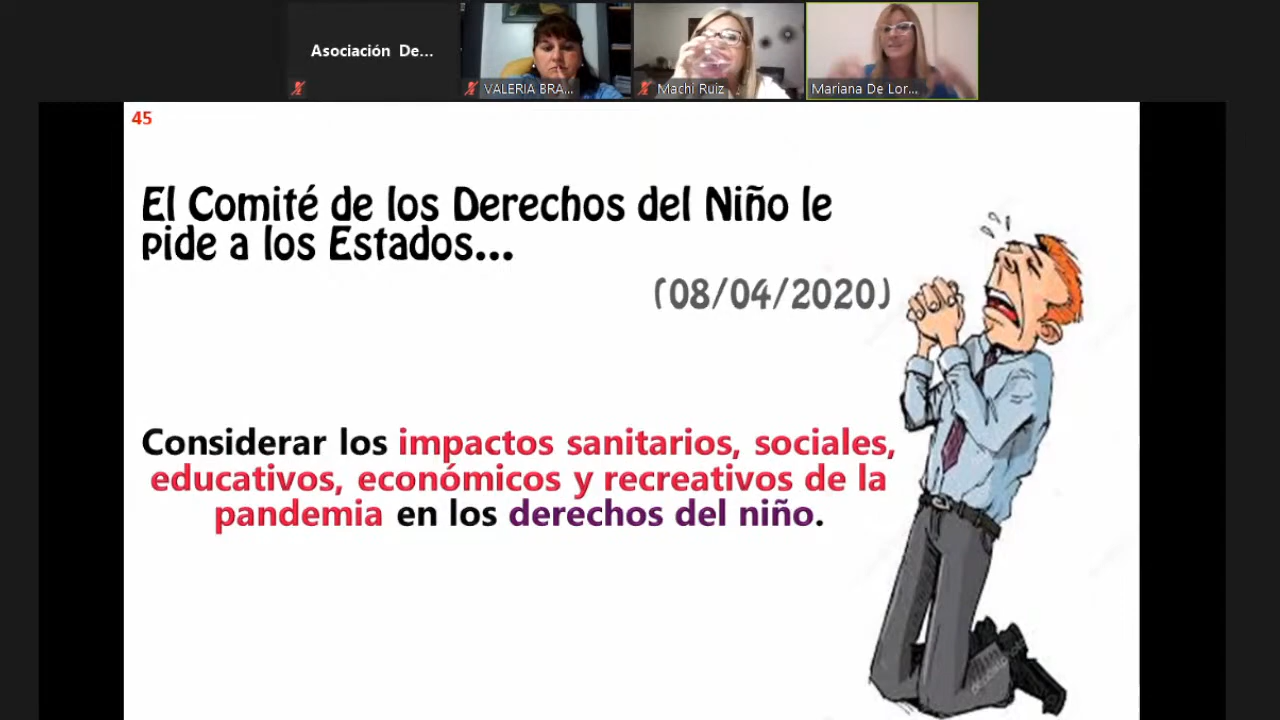 Asociación De...
VALERIA BRA...
Machi Ruiz
Mariana De Lor...
45
El Comité de los Derechos del Niño le
pide a los Estados...
(08/04/2020)
Considerar los impactos sanitarios, sociales,
educativos, económicos y recreativos de la
pandemia en los derechos del niño.